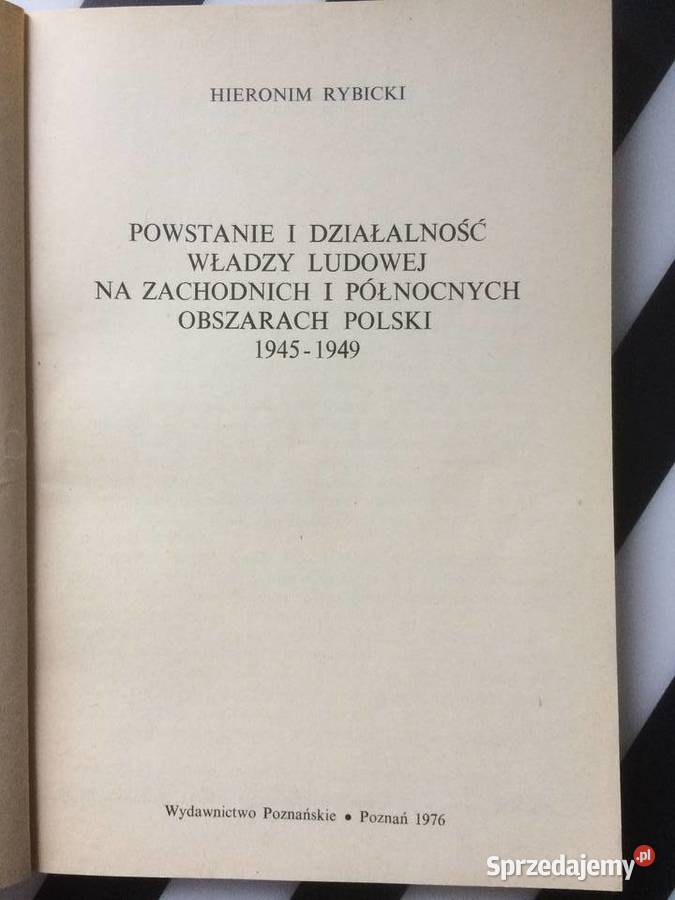 HIERONIM RYBICKI
POWSTANIE I DZIAŁALNOŚĆ
WŁADZY LUDOWEJ
NA ZACHODNICH I PÓŁNOCNYCH
OBSZARACH POLSKI
1945-1949
Wydawnictwo Poznańskie • Poznań 1976
Sprzedajemy.pl